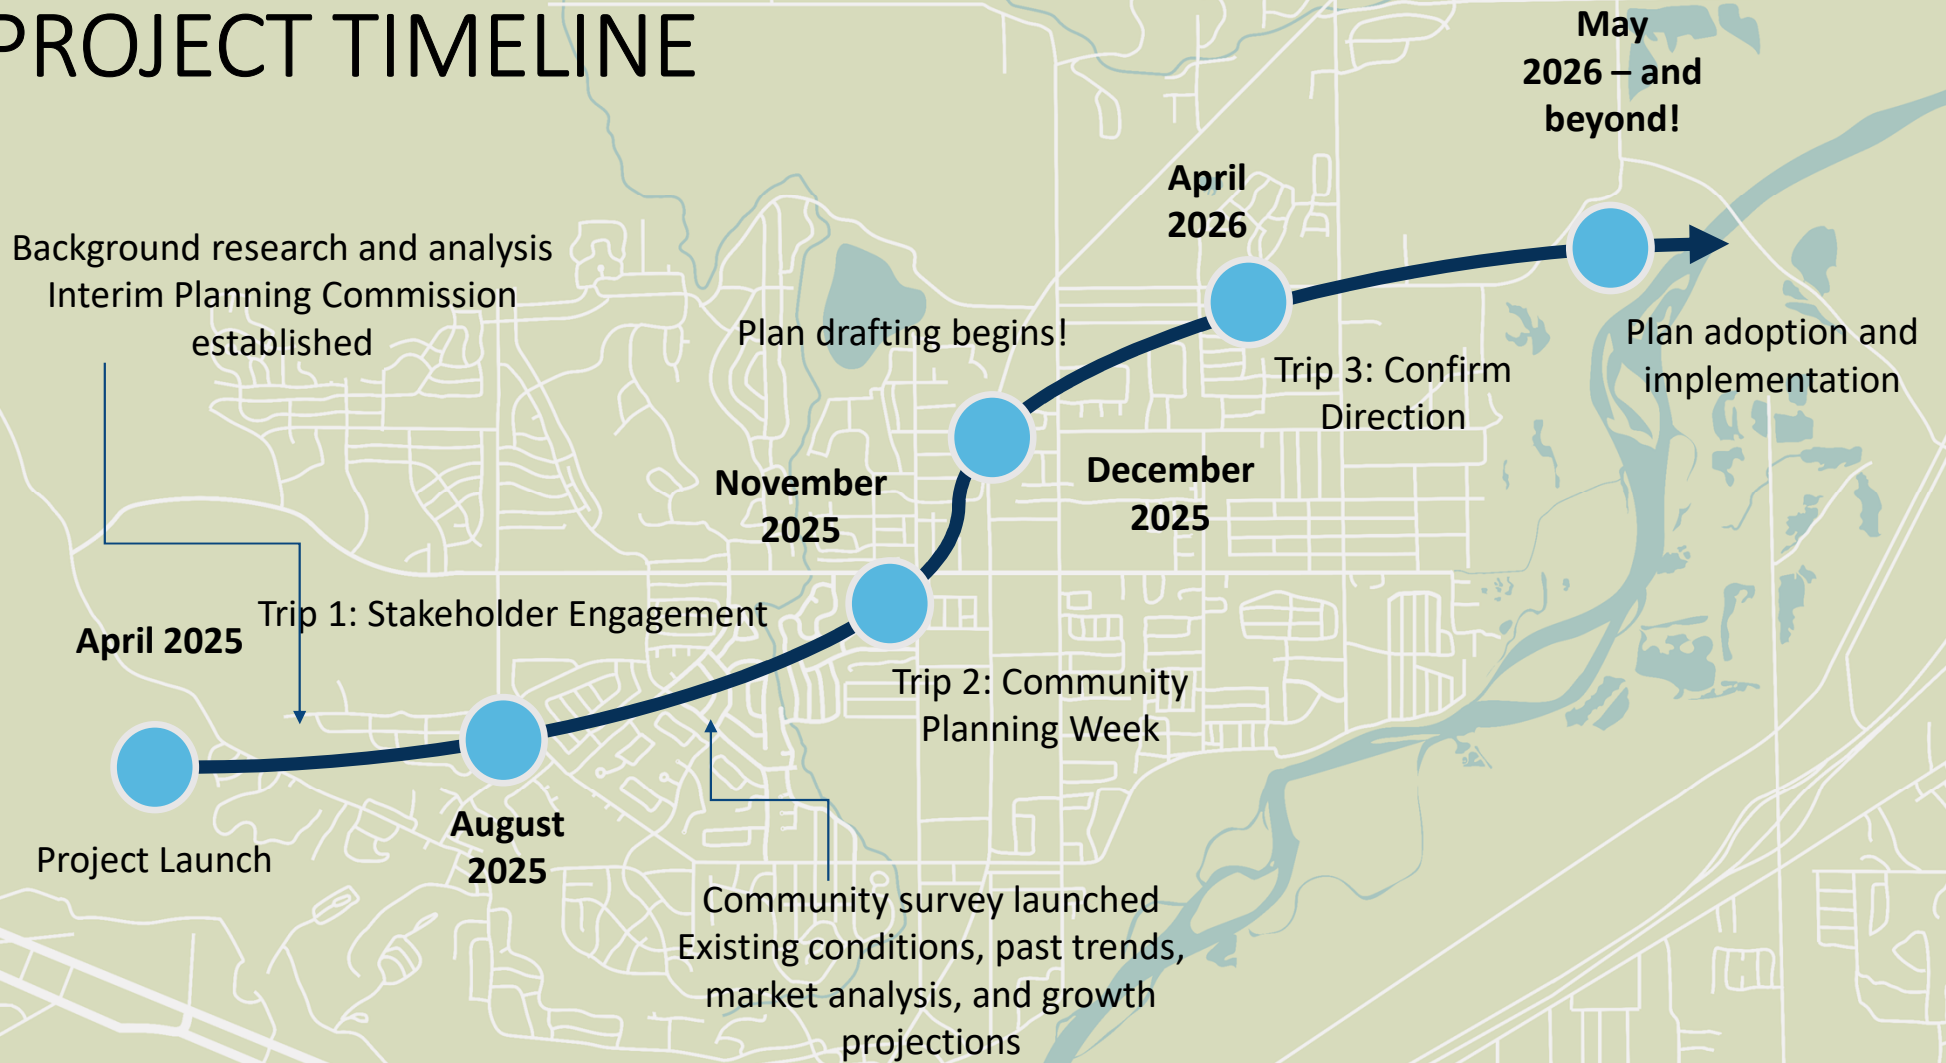 PROJECT TIMELINE
May
2026 – and
beyond!
April
2026
Background research and analysis
Interim Planning Commission
established
Plan drafting begins!
Plan adoption and
implementation
Trip 3: Confirm
Direction
November
2025
December
2025
Trip 1: Stakeholder Engagement
April 2025
Trip 2: Community
Planning Week
Project Launch
August
2025
Community survey launched
Existing conditions, past trends,
market analysis, and growth
projections